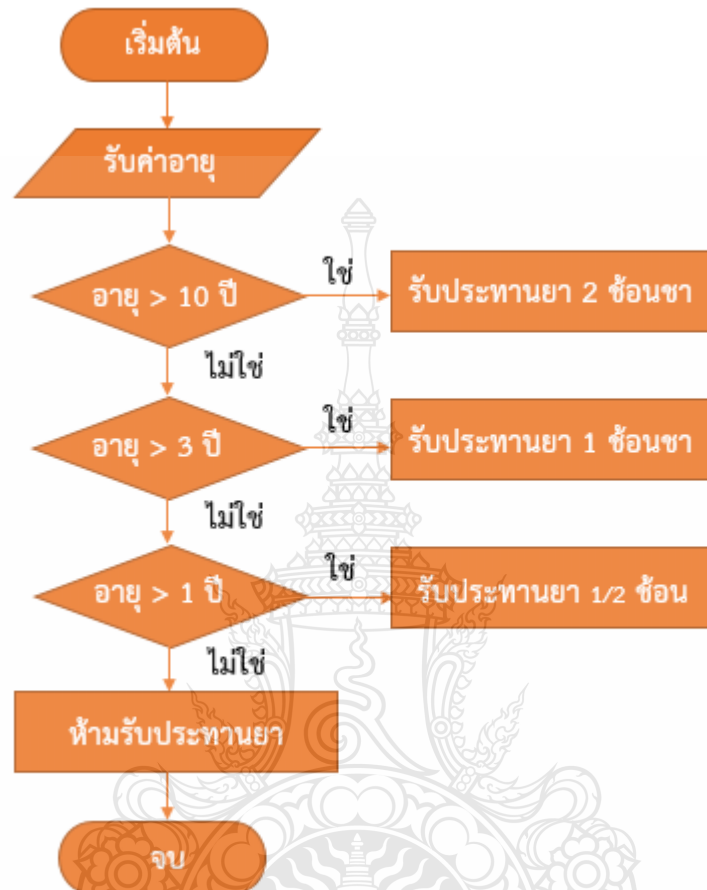 เริ่มต้น
รับค่าอายุ
อายุ > 10 ปี
ใช่
รับประทานยา 2 ช้อนชา
ไม่ใช่
อายุ > 3 ปี
ใช่
รับประทานยา 1 ช้อนชา
ไม่ใช่
อายุ > 1 ปี
ใช่
รับประทานยา 1/2 ช้อน
ไม่ใช่
ห้ามรับประทานยา
จบ